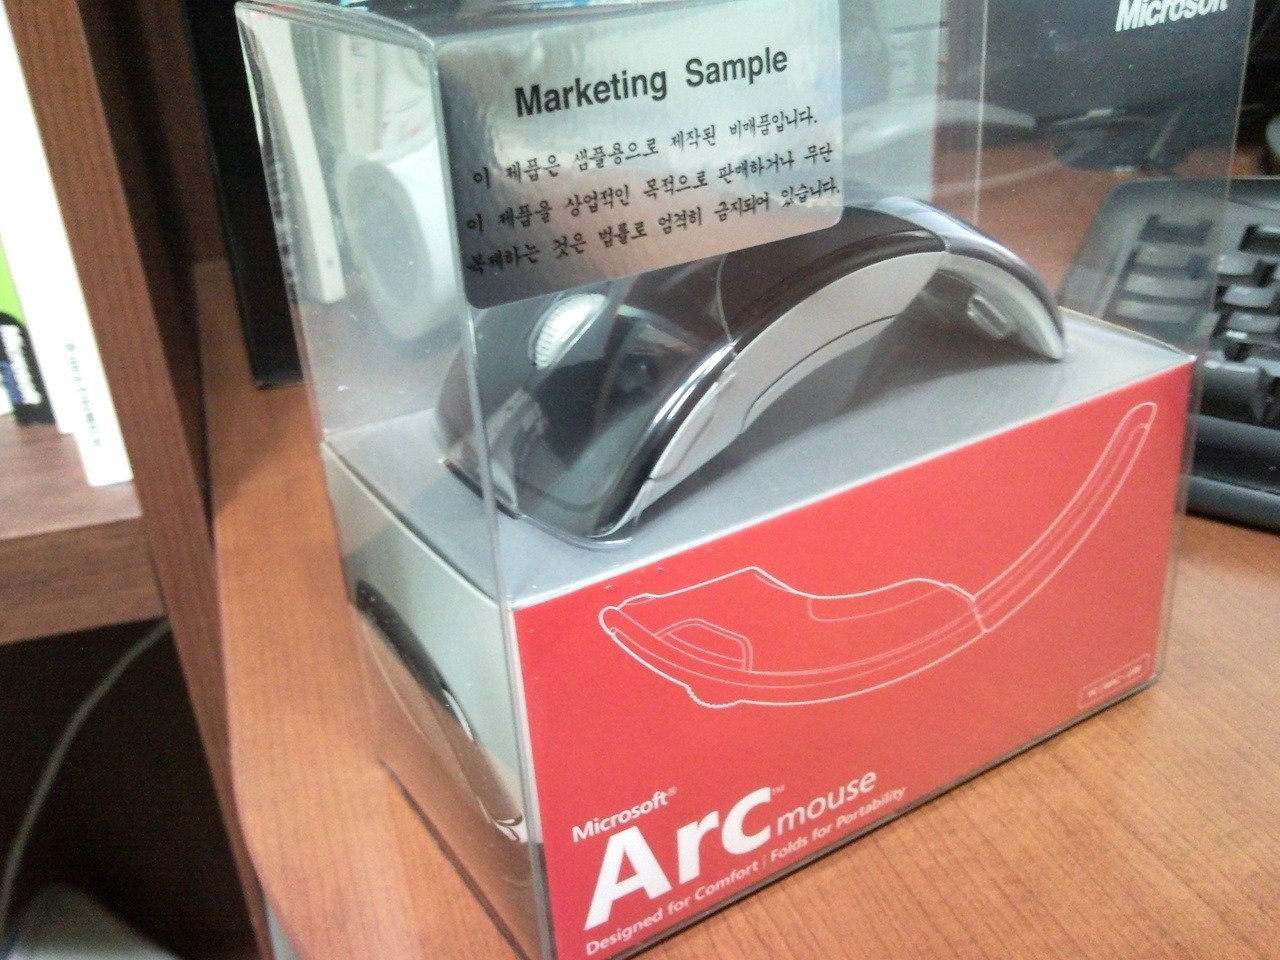 Microsoft
Marketing Sample
이 제품은 샘플용으로 제작된 비매품입니다.
이 제품을 상업적인 목적으로 판매하거나 무단
복제하는 것은 법률로 엄격히 금지되어 있습니다.
Microsoft®
Arc™ mouse
Designed for Comfort | Folds for Portability